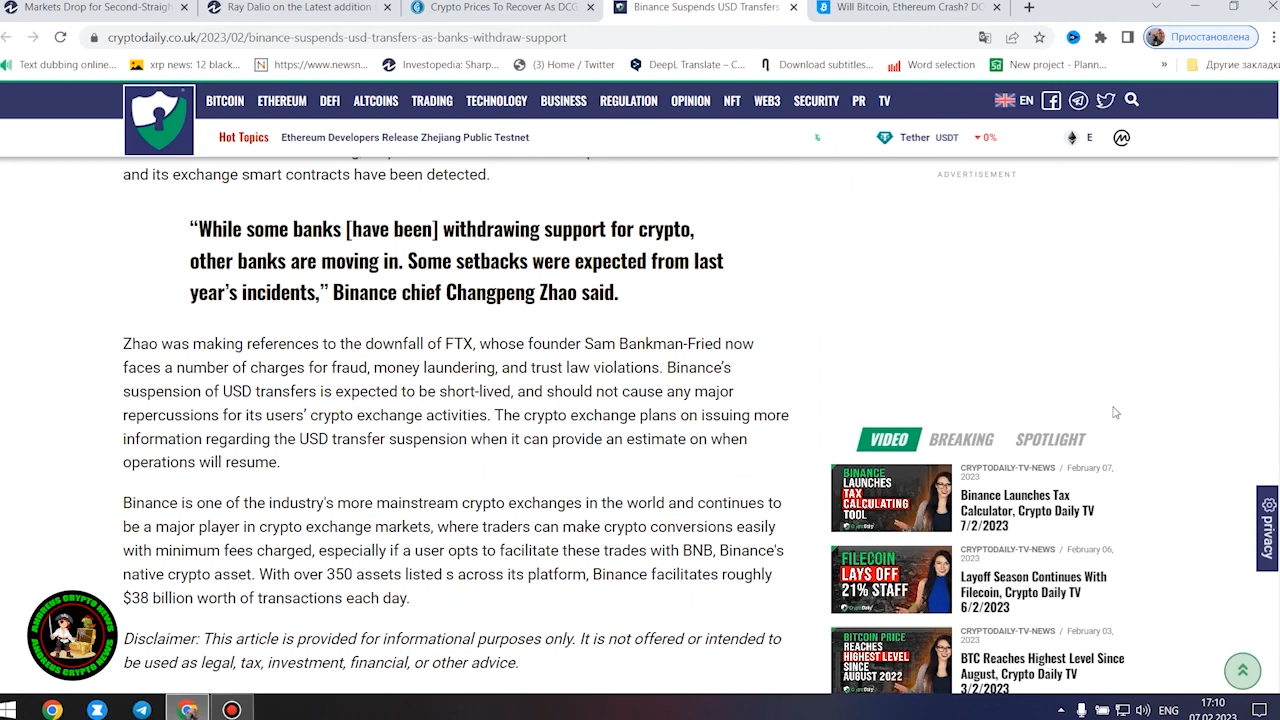 Markets Drop for Second-Straigh
Ray Dalio on the Latest addition
Crypto Prices To Recover As DCG
Binance Suspends USD Transfers
Will Bitcoin, Ethereum Crash? DC
cryptodaily.co.uk/2023/02/binance-suspends-usd-transfers-as-banks-withdraw-support
Приостановлена
Text dubbing online...
xrp news: 12 black...
https://www.newsn...
Investopedia: Sharp...
(3) Home / Twitter
DeepL Translate – C...
Download subtitles...
Word selection
New project - Plann...
»
Другие закладки
BITCOIN ETHEREUM DEFI ALTCOINS TRADING TECHNOLOGY BUSINESS REGULATION OPINION NFT WEB3 SECURITY PR TV
EN
Hot Topics Ethereum Developers Release Zhejiang Public Testnet
Tether USDT 0%
E
and its exchange smart contracts have been detected.
ADVERTISEMENT
“While some banks [have been] withdrawing support for crypto,
other banks are moving in. Some setbacks were expected from last
year’s incidents,” Binance chief Changpeng Zhao said.
Zhao was making references to the downfall of FTX, whose founder Sam Bankman-Fried now
faces a number of charges for fraud, money laundering, and trust law violations. Binance’s
suspension of USD transfers is expected to be short-lived, and should not cause any major
repercussions for its users’ crypto exchange activities. The crypto exchange plans on issuing more
information regarding the USD transfer suspension when it can provide an estimate on when
operations will resume.
Binance is one of the industry's more mainstream crypto exchanges in the world and continues to
be a major player in crypto exchange markets, where traders can make crypto conversions easily
with minimum fees charged, especially if a user opts to facilitate these trades with BNB, Binance's
native crypto asset. With over 350 assets listed s across its platform, Binance facilitates roughly
$38 billion worth of transactions each day.
Disclaimer: This article is provided for informational purposes only. It is not offered or intended to
be used as legal, tax, investment, financial, or other advice.
VIDEO BREAKING SPOTLIGHT
BINANCE
LAUNCHES
TAX
CALCULATING
TOOL
CRYPTODAILY-TV-NEWS / February 07,
2023
Binance Launches Tax
Calculator, Crypto Daily TV
7/2/2023
FILECOIN
LAYS OFF
21% STAFF
CRYPTODAILY-TV-NEWS / February 06,
2023
Layoff Season Continues With
Filecoin, Crypto Daily TV
6/2/2023
BITCOIN PRICE
REACHES
HIGHEST LEVEL
SINCE
AUGUST 2022
CRYPTODAILY-TV-NEWS / February 03,
2023
BTC Reaches Highest Level Since
August, Crypto Daily TV
3/2/2023
privacy
ANDREUS CRYPTO NEWS
ANDREUS CRYPTO NEWS
ENG
17:10
07.02.2023